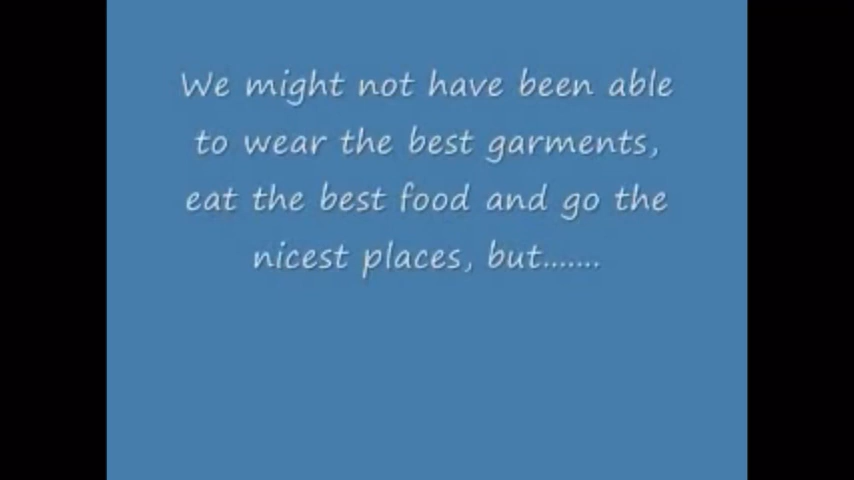 We might not have been able
to wear the best garments,
eat the best food and go the
nicest places, but.......